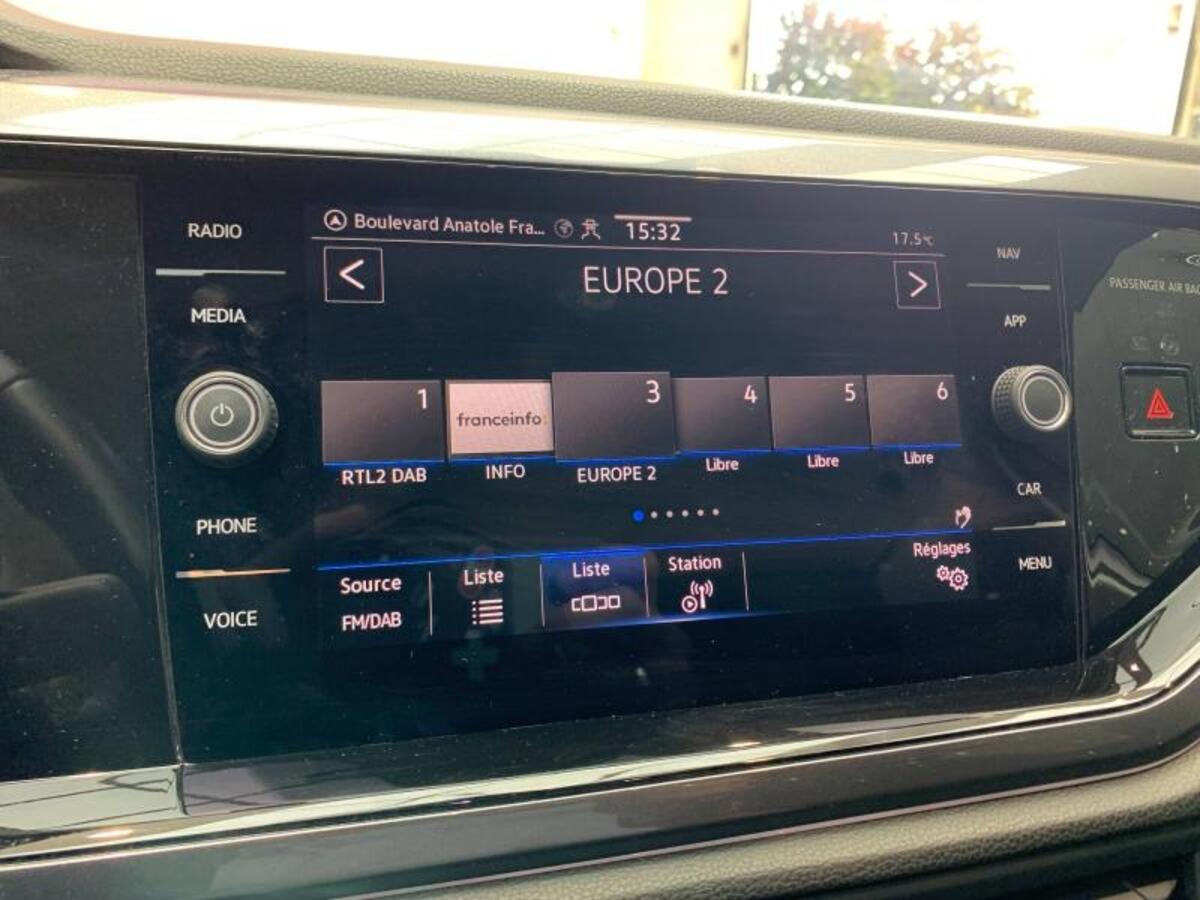 RADIO
MEDIA
PHONE
VOICE
Boulevard Anatole Fra...
15:32
17.5°C
<
EUROPE 2
>
1
franceinfo:
3
4
5
6
RTL2 DAB
INFO
EUROPE 2
Libre
Libre
Libre
Source
FM/DAB
Liste
Liste
Station
Réglages
NAV
APP
CAR
MENU
PASSENGER AIR BAG